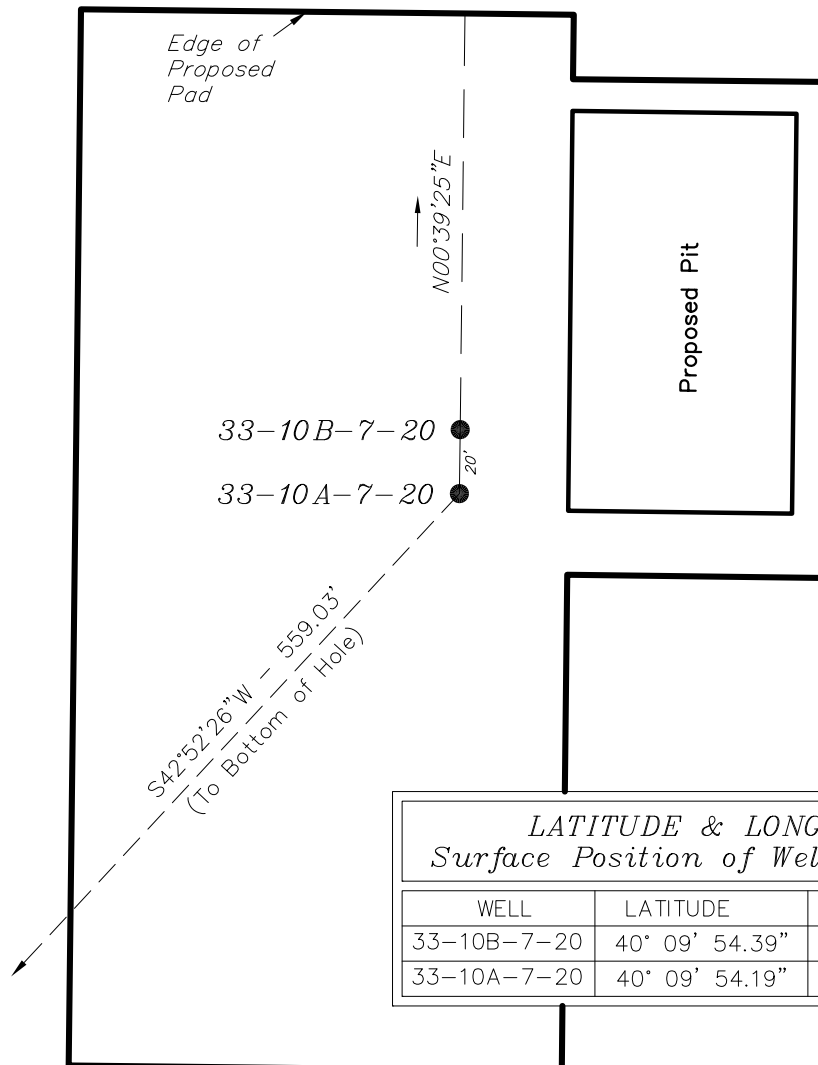 Edge of
Proposed
Pad
N00°39'25"E
Proposed Pit
33-10B-7-20
20'
33-10A-7-20
S42°52'26"W - 559.03'
(To Bottom of Hole)
LATITUDE & LONG
Surface Position of Wel
WELL LATITUDE
33-10B-7-20 40° 09' 54.39"
33-10A-7-20 40° 09' 54.19"